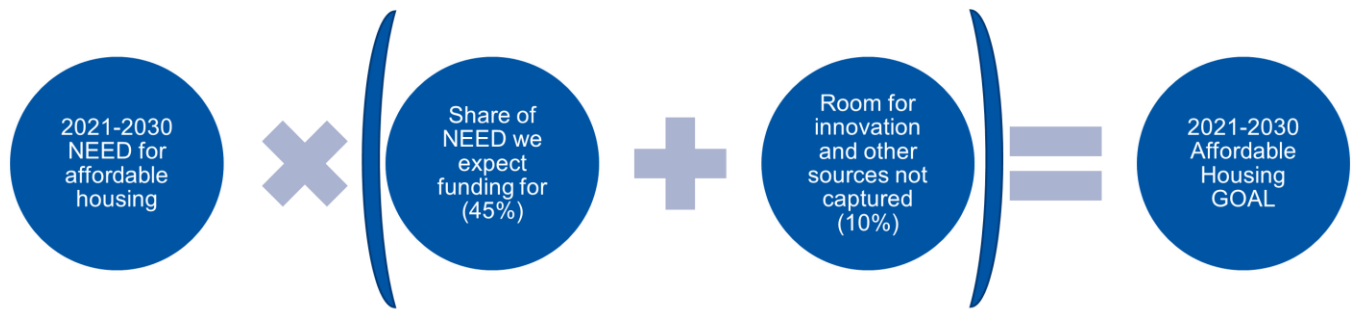 2021-2030
NEED for
affordable
housing
Share of
NEED we
expect
funding for
(45%)
Room for
innovation
and other
sources not
captured
(10%)
2021-2030
Affordable
Housing
GOAL